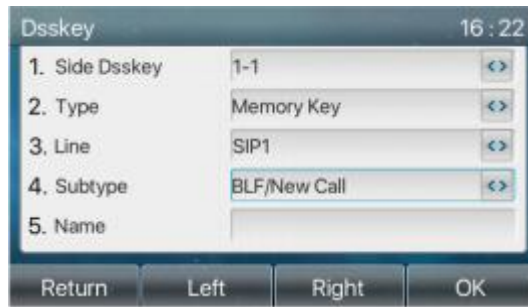 Dsskey 16 : 22
1. Side Dsskey 1-1
2. Type Memory Key
3. Line SIP1
4. Subtype BLF/New Call
5. Name
Return Left Right OK